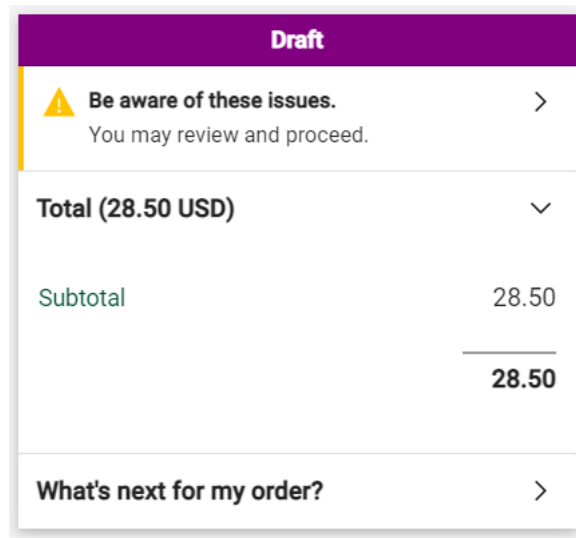 Draft
Be aware of these issues.
You may review and proceed.
Total (28.50 USD)
Subtotal 28.50
28.50
What's next for my order?